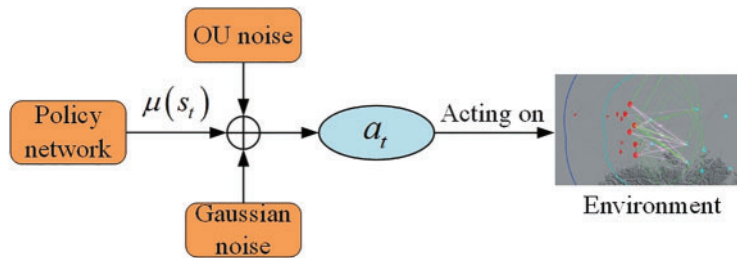 OU noise
μ(s_t)
Policy
network
a_t
Acting on
Gaussian
noise
Environment